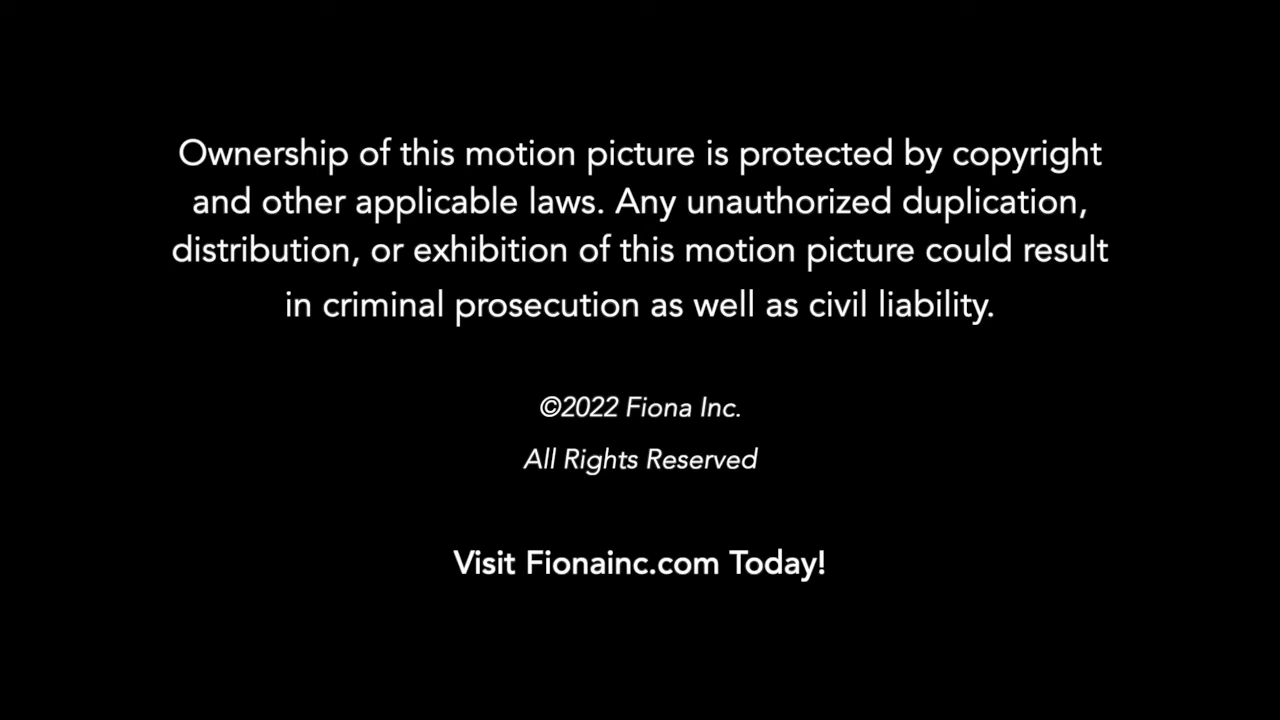 Ownership of this motion picture is protected by copyright
and other applicable laws. Any unauthorized duplication,
distribution, or exhibition of this motion picture could result
in criminal prosecution as well as civil liability.
©2022 Fiona Inc.
All Rights Reserved
Visit Fionainc.com Today!